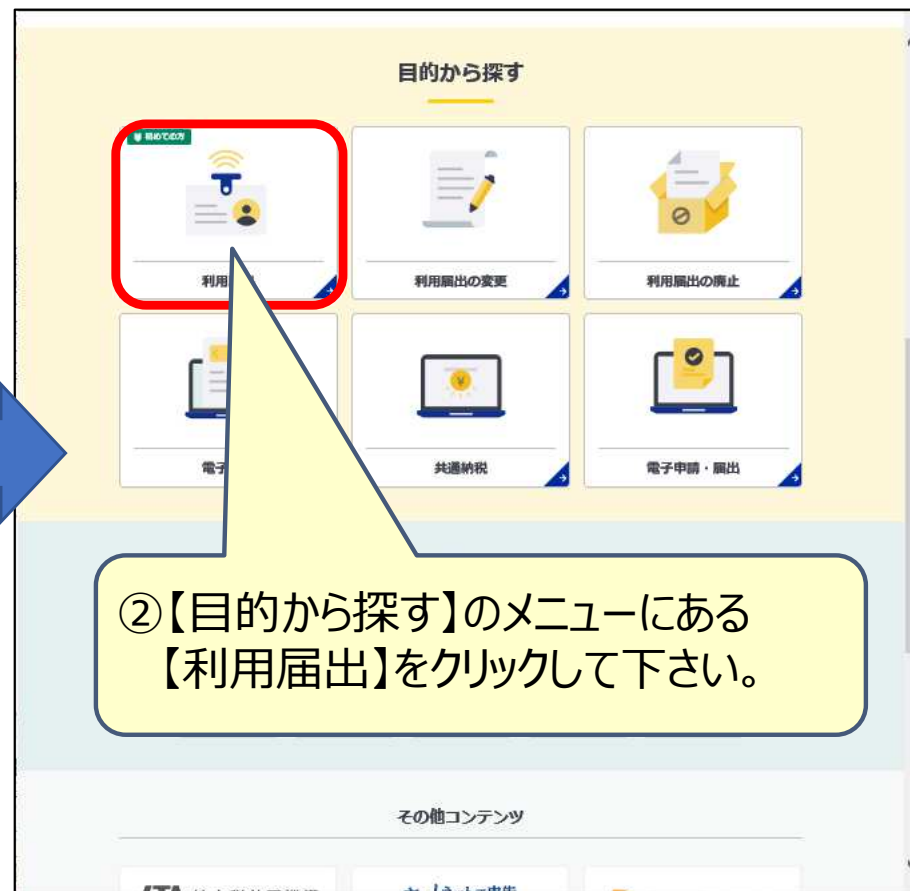 目的から探す
初めての方
利用
利用届出の変更
利用届出の廃止
電子
共通納税
電子申請・届出
②【目的から探す】のメニューにある
【利用届出】をクリックして下さい。
その他コンテンツ